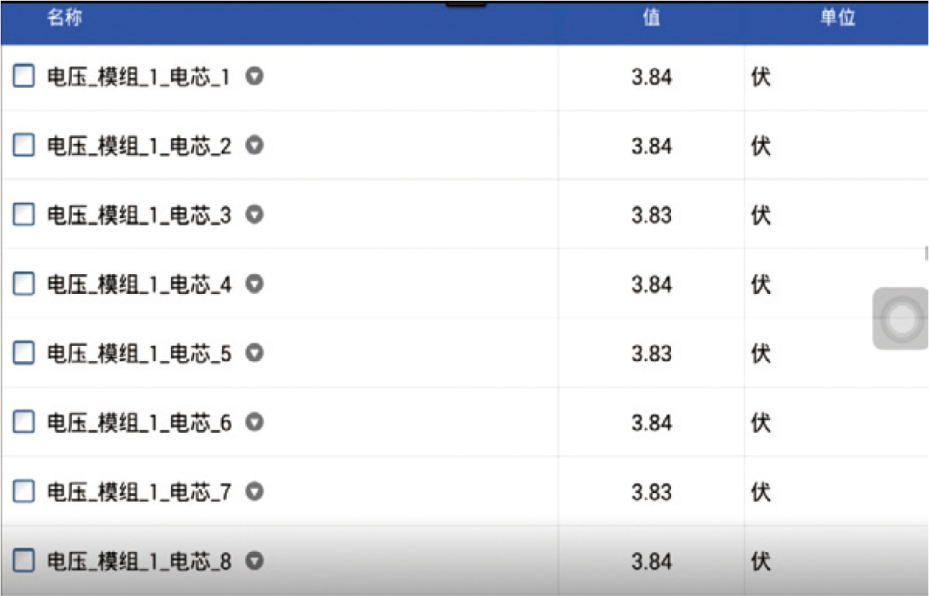 名称 值 单位
电压_模组_1_电芯_1 3.84 伏
电压_模组_1_电芯_2 3.84 伏
电压_模组_1_电芯_3 3.83 伏
电压_模组_1_电芯_4 3.84 伏
电压_模组_1_电芯_5 3.83 伏
电压_模组_1_电芯_6 3.84 伏
电压_模组_1_电芯_7 3.83 伏
电压_模组_1_电芯_8 3.84 伏